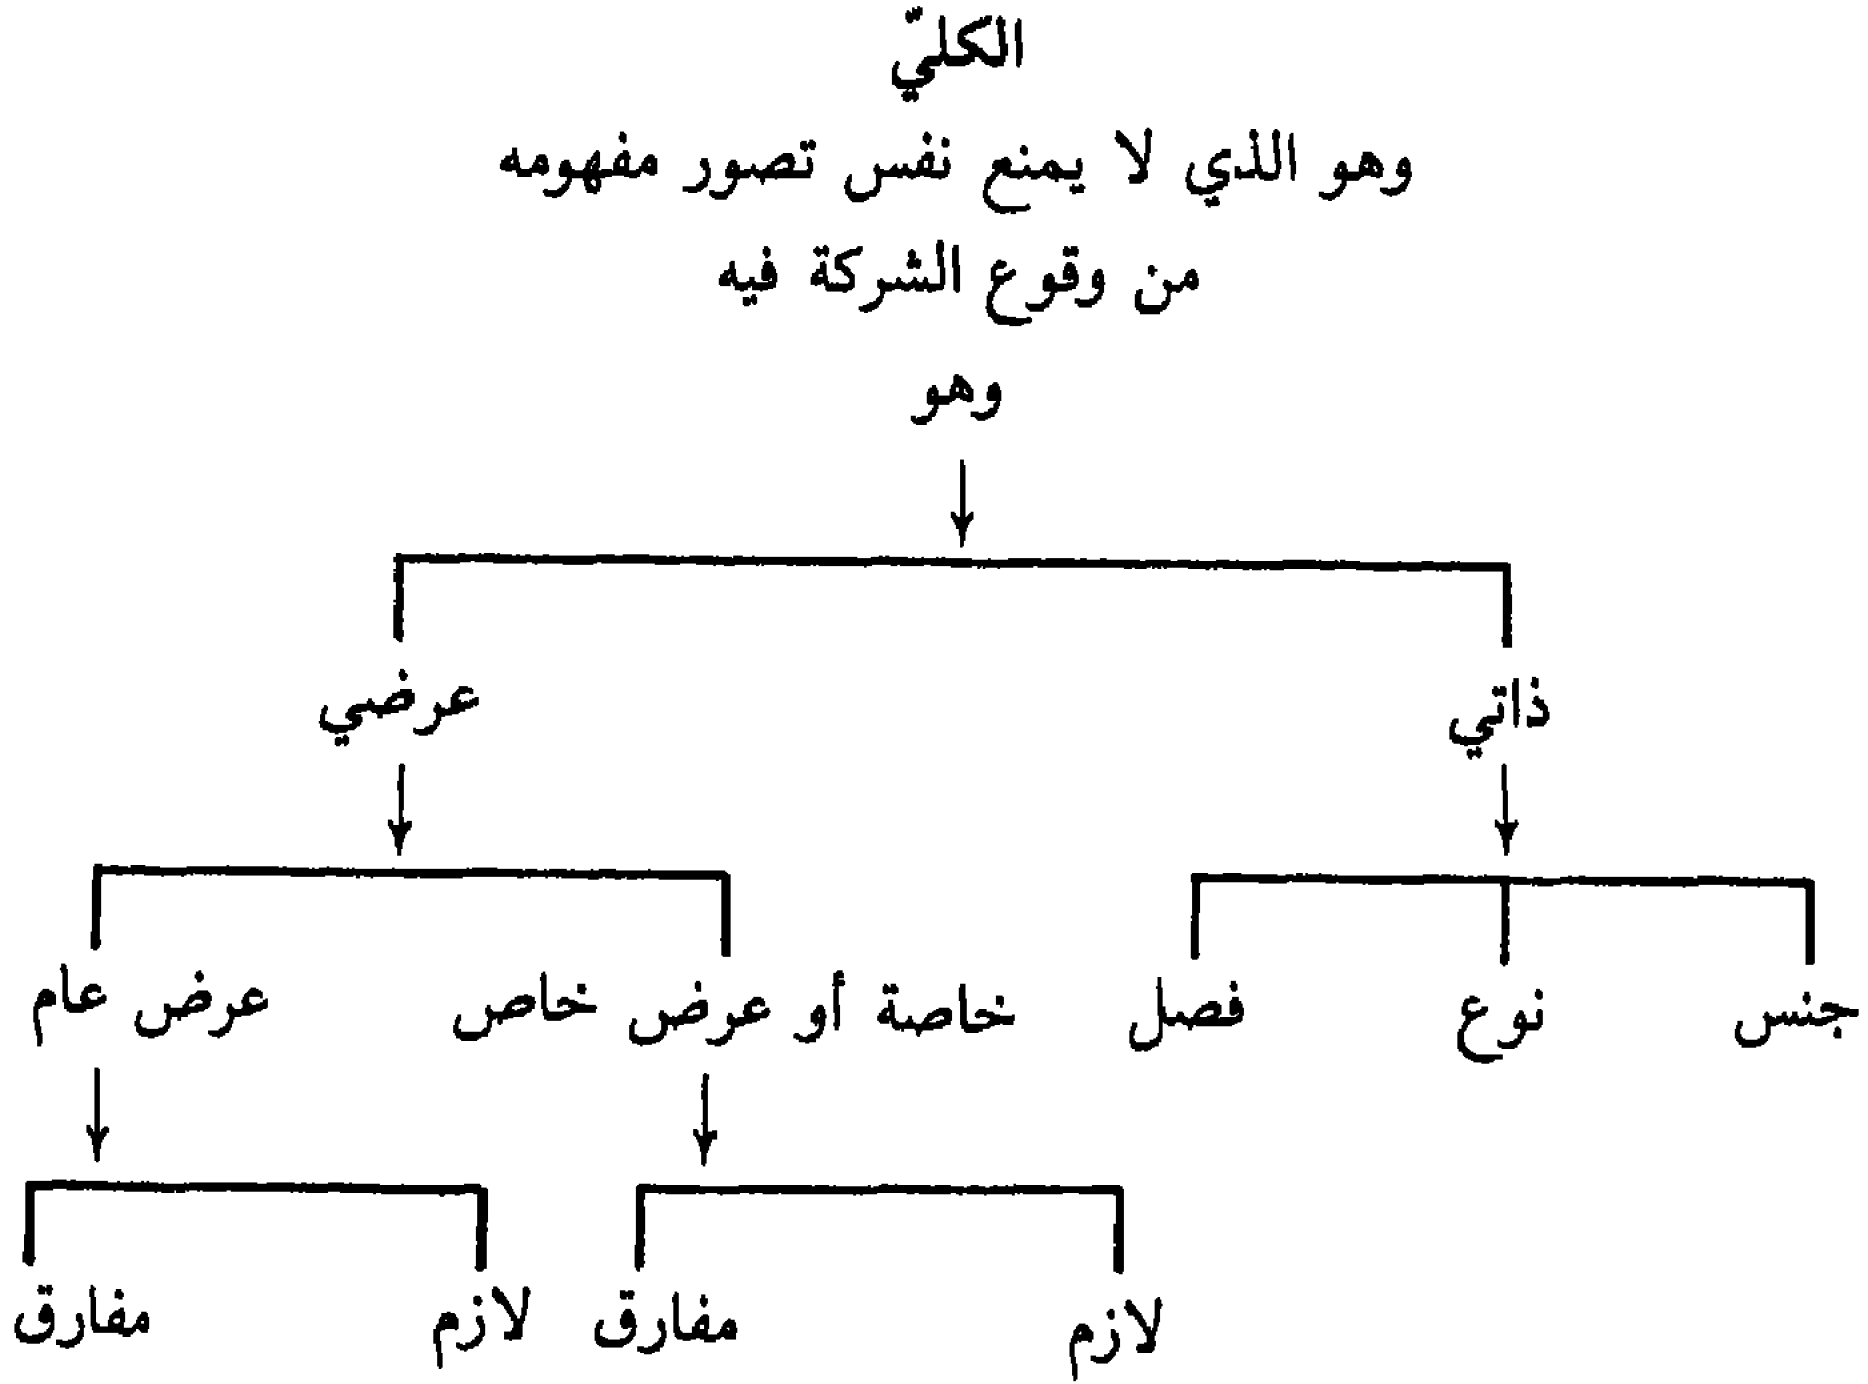 الكليّ
وهو الذي لا يمنع نفس تصور مفهومه
من وقوع الشركة فيه
وهو
ذاتي
عرضي
جنس
نوع
فصل
خاصة أو عرض خاص
عرض عام
لازم
مفارق
لازم
مفارق